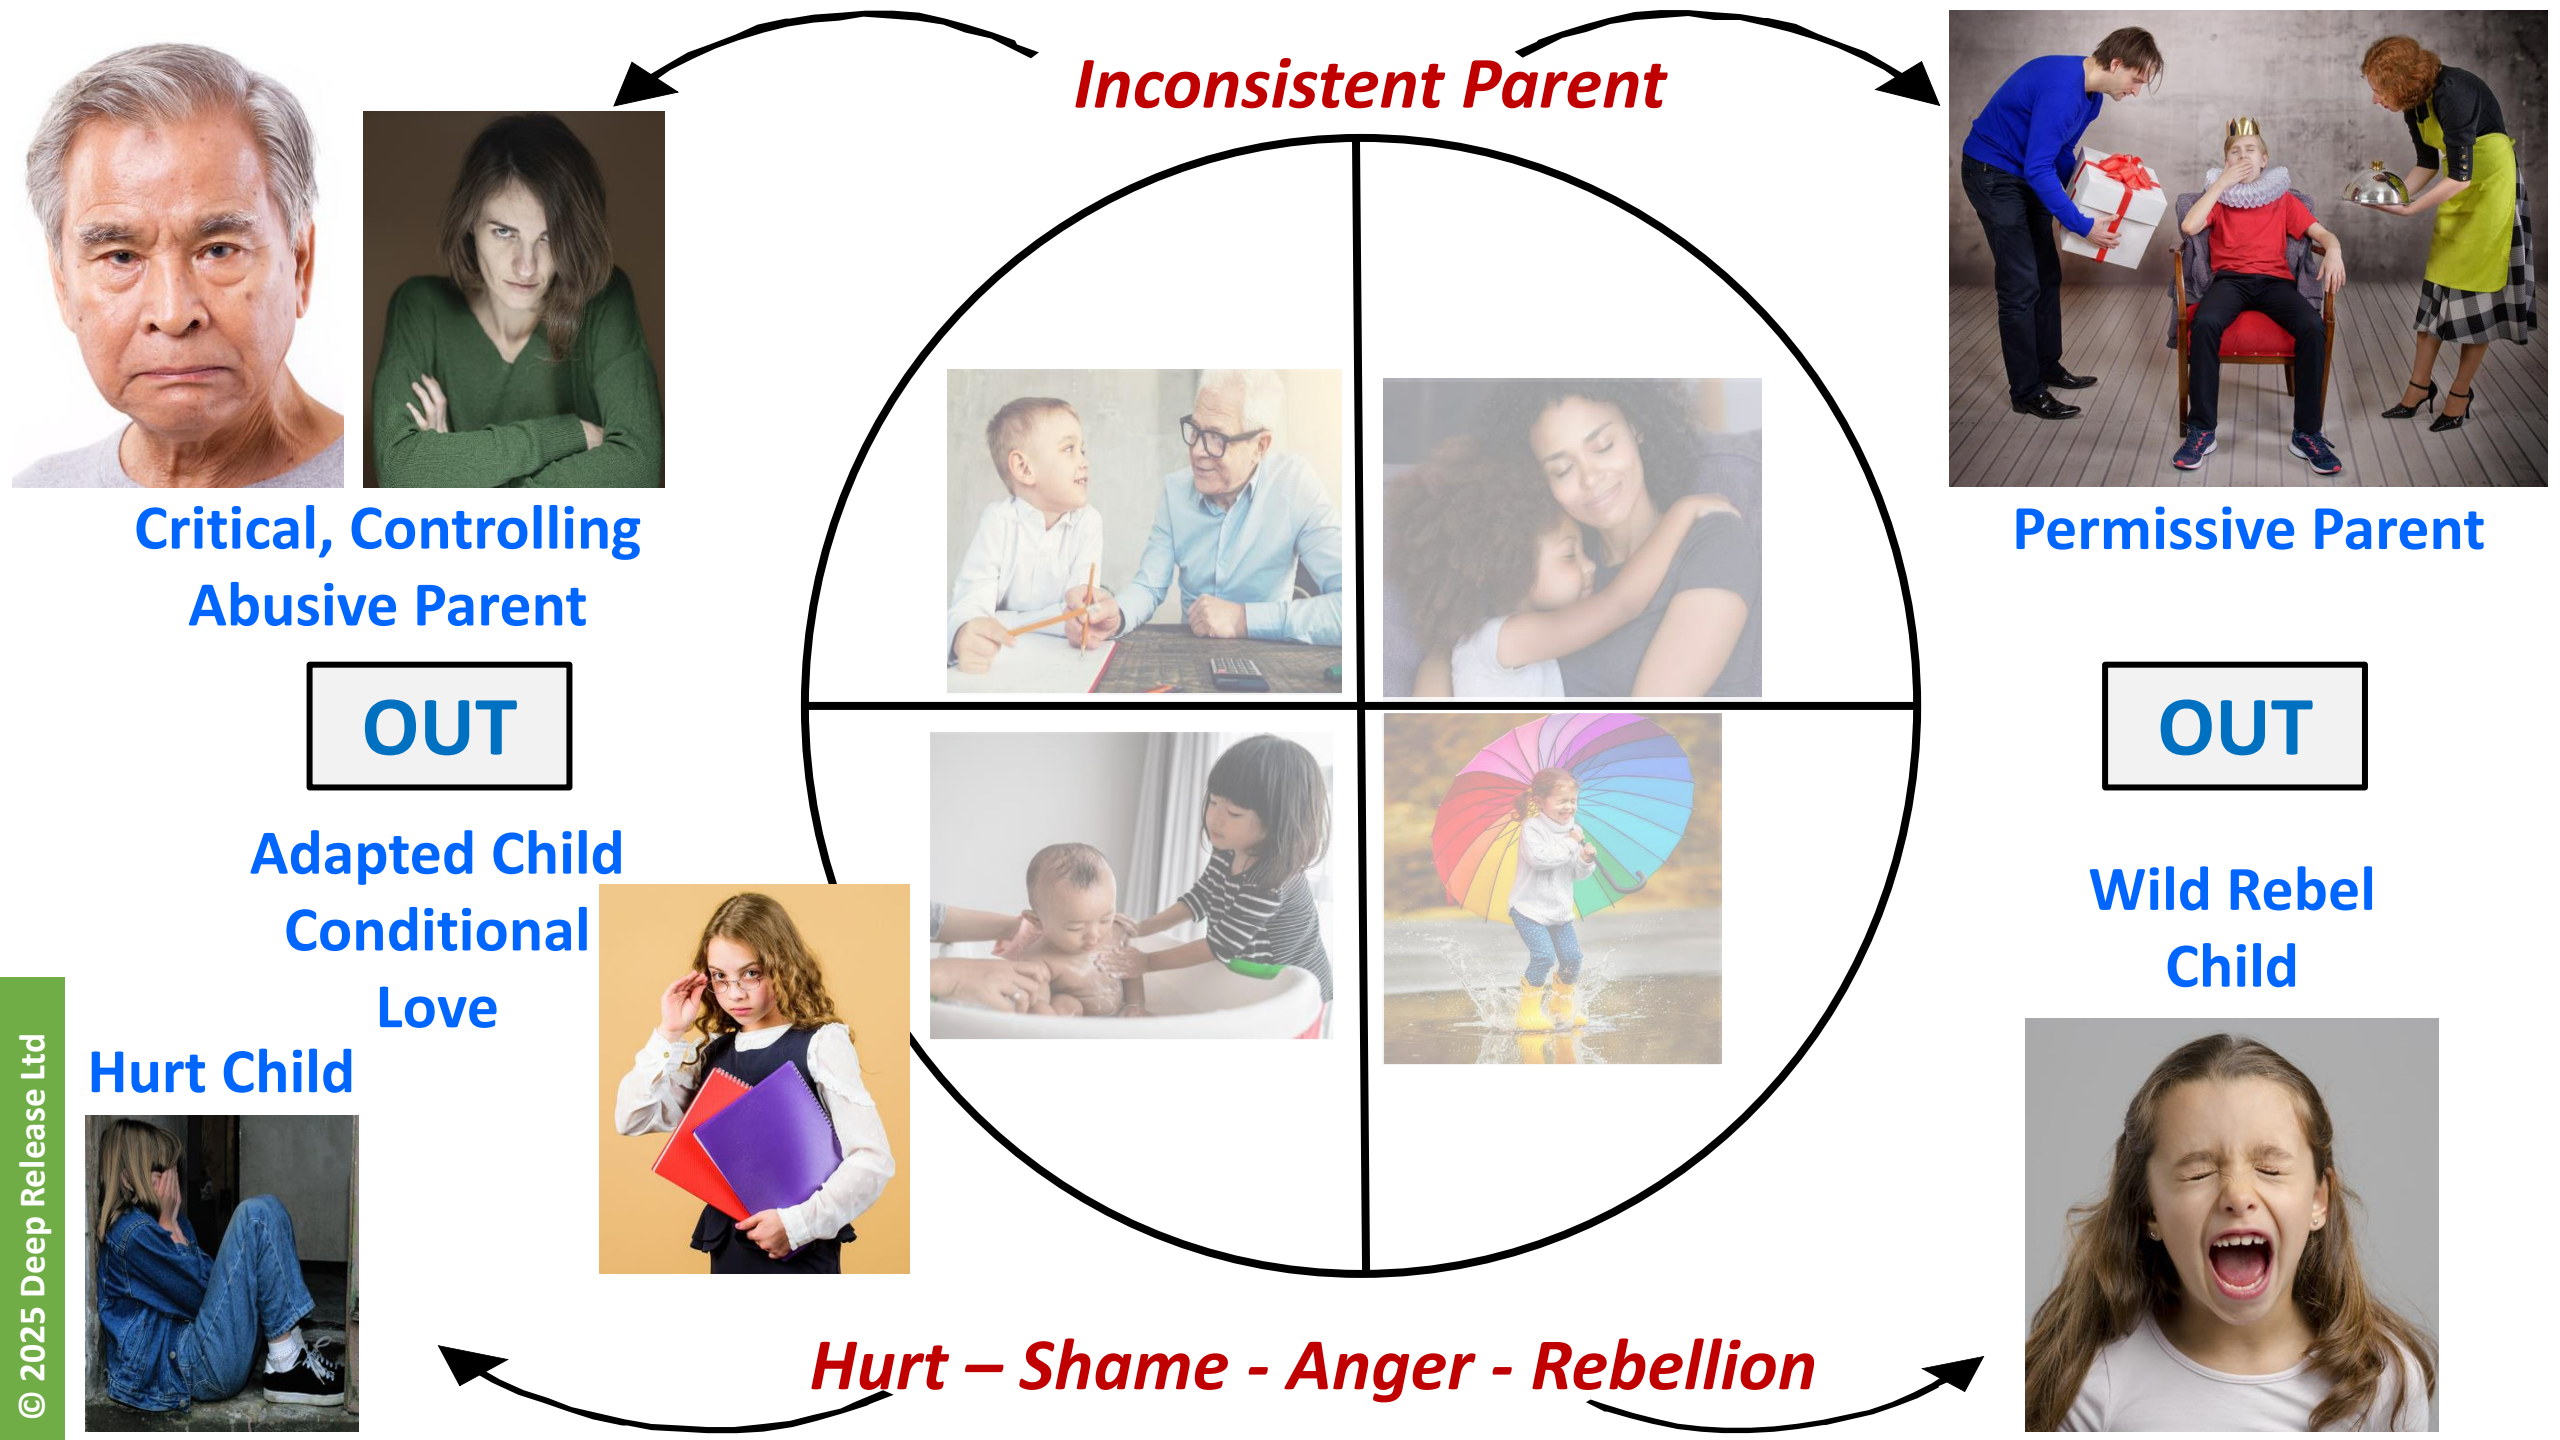 Inconsistent Parent
Critical, Controlling
Abusive Parent
Permissive Parent
OUT
OUT
Adapted Child
Conditional
Love
Wild Rebel
Child
Hurt Child
Hurt – Shame - Anger - Rebellion
© 2025 Deep Release Ltd